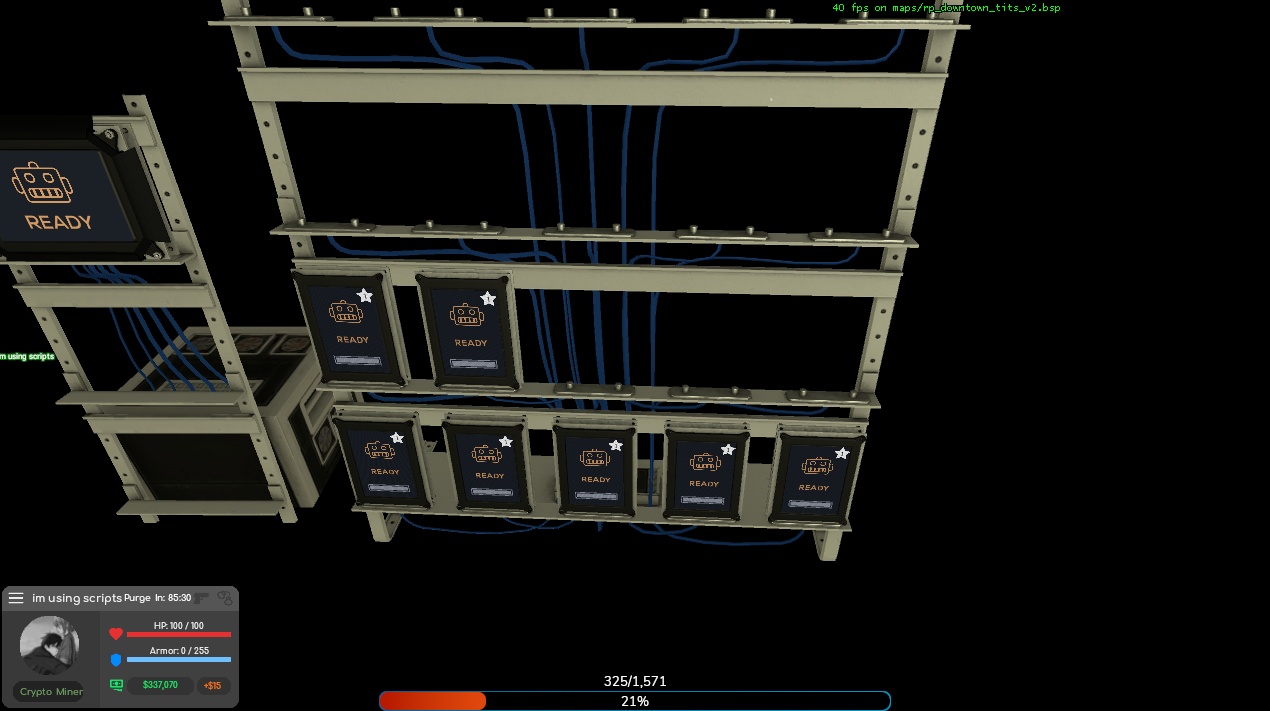 40 fps on maps/rp_downtown_tits_v2.bsp
READY
READY
READY
m using scripts
READY
READY
READY
READY
READY
im using scripts Purge In: 85:30
HP: 100 / 100
Armor: 0 / 255
Crypto Miner
$337,070
+$15
325/1,571
21%